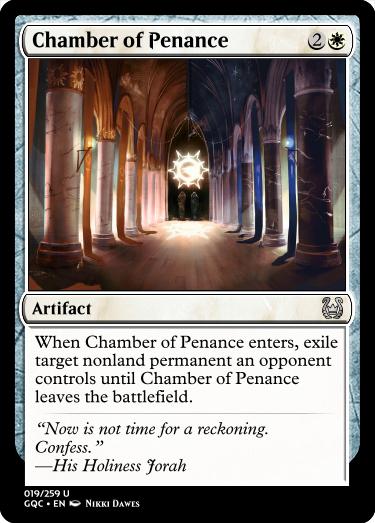 Chamber of Penance 2
Artifact
When Chamber of Penance enters, exile
target nonland permanent an opponent
controls until Chamber of Penance
leaves the battlefield.
“Now is not time for a reckoning.
Confess.”
—His Holiness Jorah
019/259 U
GQC • EN Nikki Dawes